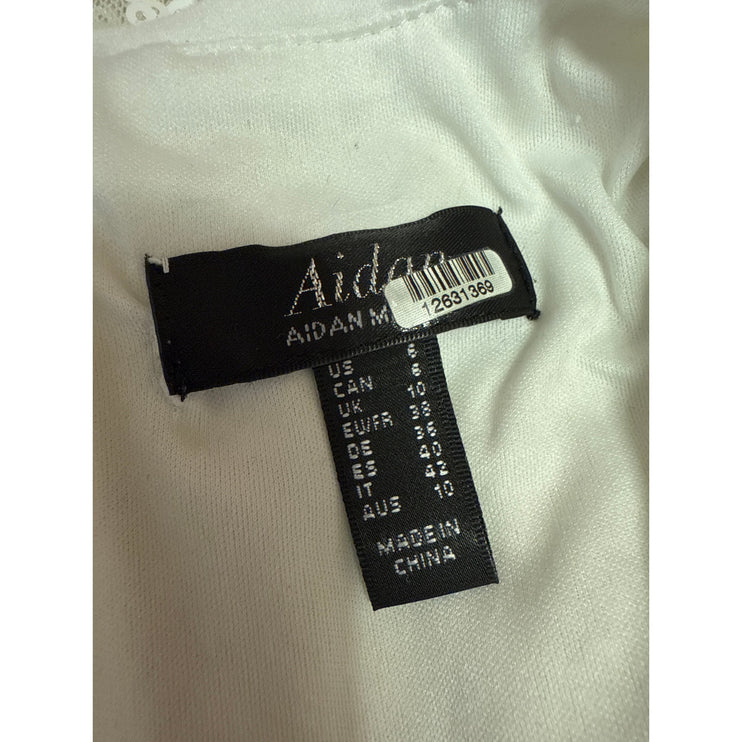 Aidan
12631369
AIDAN M
US 6
CAN 6
UK 10
EU/FR 38
DE 36
ES 40
IT 42
AUS 10
MADE IN
CHINA